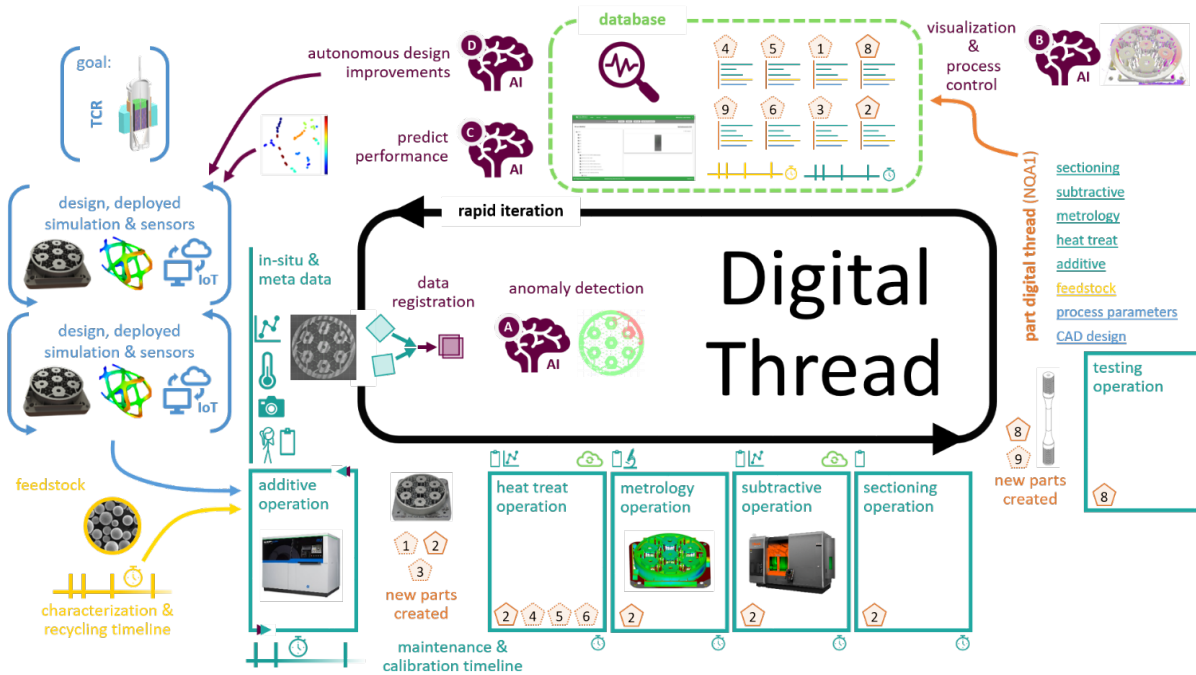 goal:
TCR
autonomous design
improvements
D
AI
predict
performance
C
AI
database
4
5
1
8
9
6
3
2
visualization
&
process
control
B
AI
design, deployed
simulation & sensors
IoT
design, deployed
simulation & sensors
IoT
rapid iteration
Digital
Thread
in-situ &
meta data
data
registration
anomaly detection
A
AI
part digital thread (NQA1)
sectioning
subtractive
metrology
heat treat
additive
feedstock
process parameters
CAD design
testing
operation
8
8
9
new parts
created
feedstock
characterization &
recycling timeline
additive
operation
1
2
3
new parts
created
heat treat
operation
2
4
5
6
metrology
operation
2
subtractive
operation
2
sectioning
operation
2
maintenance &
calibration timeline